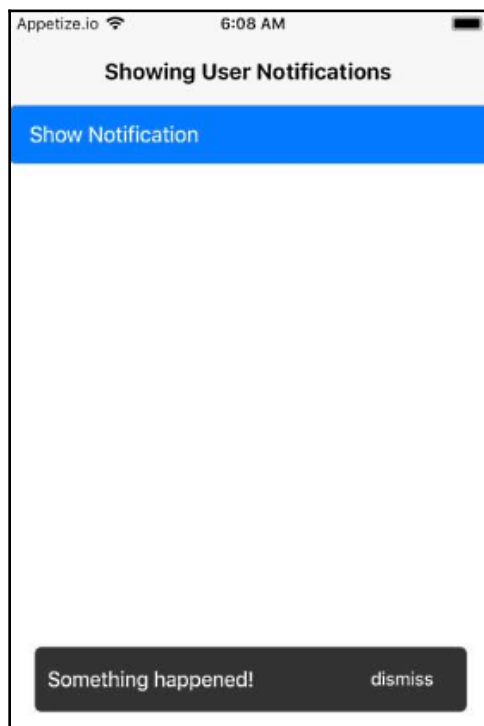 Appetize.io 6:08 AM
Showing User Notifications
Show Notification
Something happened! dismiss